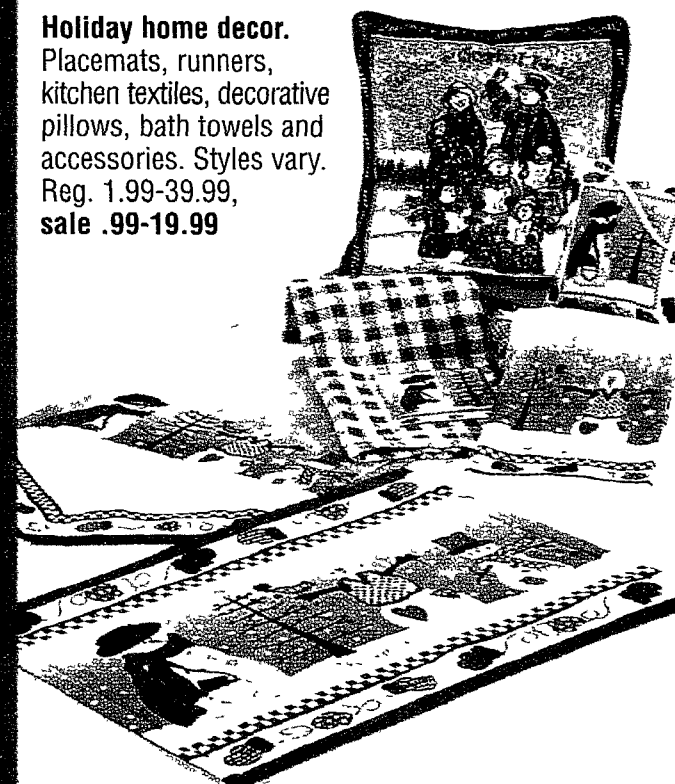 Holiday home decor.
Placemats, runners,
kitchen textiles, decorative
pillows, bath towels and
accessories. Styles vary.
Reg. 1.99-39.99,
sale .99-19.99